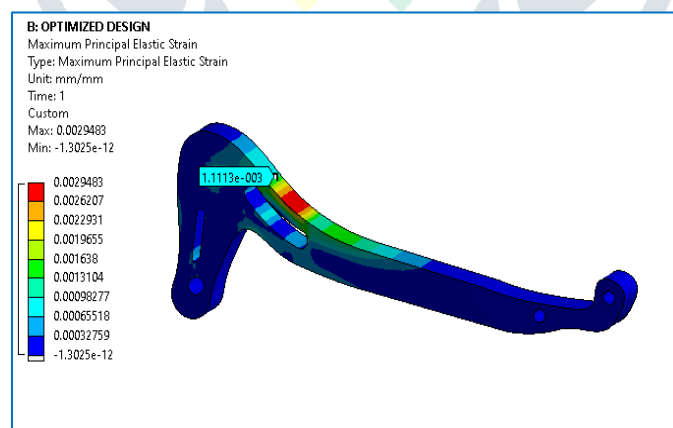 B: OPTIMIZED DESIGN
Maximum Principal Elastic Strain
Type: Maximum Principal Elastic Strain
Unit: mm/mm
Time: 1
Custom
Max: 0.0029483
Min: -1.3025e-12
1.1113e-003
0.0029483
0.0026207
0.0022931
0.0019655
0.001638
0.0013104
0.00098277
0.00065518
0.00032759
-1.3025e-12